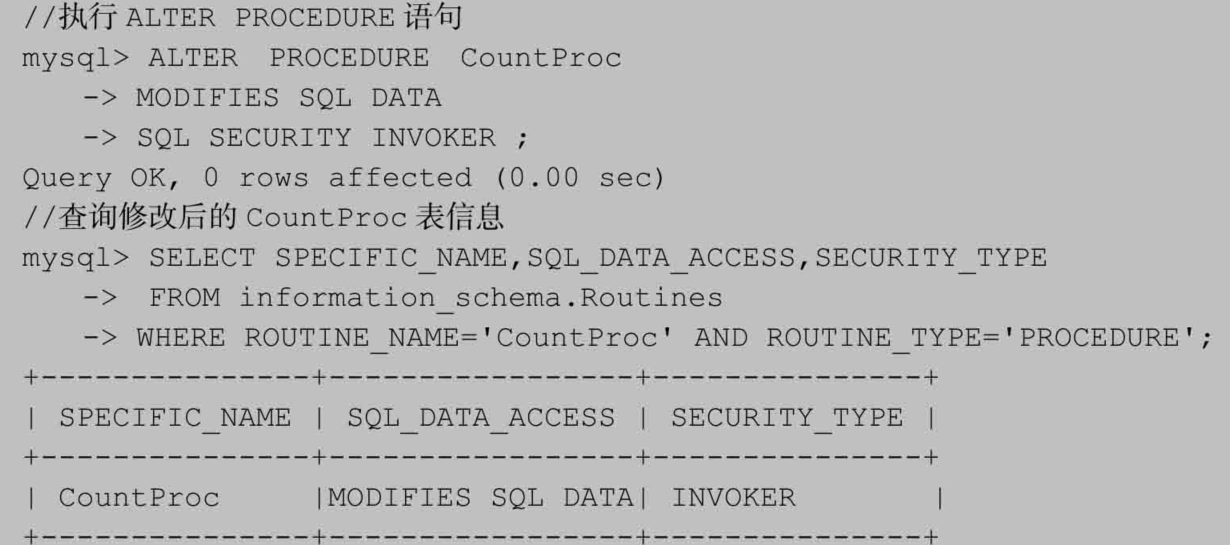 //执行 ALTER PROCEDURE 语句
mysql> ALTER  PROCEDURE  CountProc
    -> MODIFIES SQL DATA
    -> SQL SECURITY INVOKER ;
Query OK, 0 rows affected (0.00 sec)
//查询修改后的 CountProc 表信息
mysql> SELECT SPECIFIC_NAME,SQL_DATA_ACCESS,SECURITY_TYPE
    ->  FROM information_schema.Routines
    -> WHERE ROUTINE_NAME='CountProc' AND ROUTINE_TYPE='PROCEDURE';
+---------------+-----------------+---------------+
| SPECIFIC_NAME | SQL_DATA_ACCESS | SECURITY_TYPE |
+---------------+-----------------+---------------+
| CountProc     |MODIFIES SQL DATA| INVOKER       |
+---------------+-----------------+---------------+